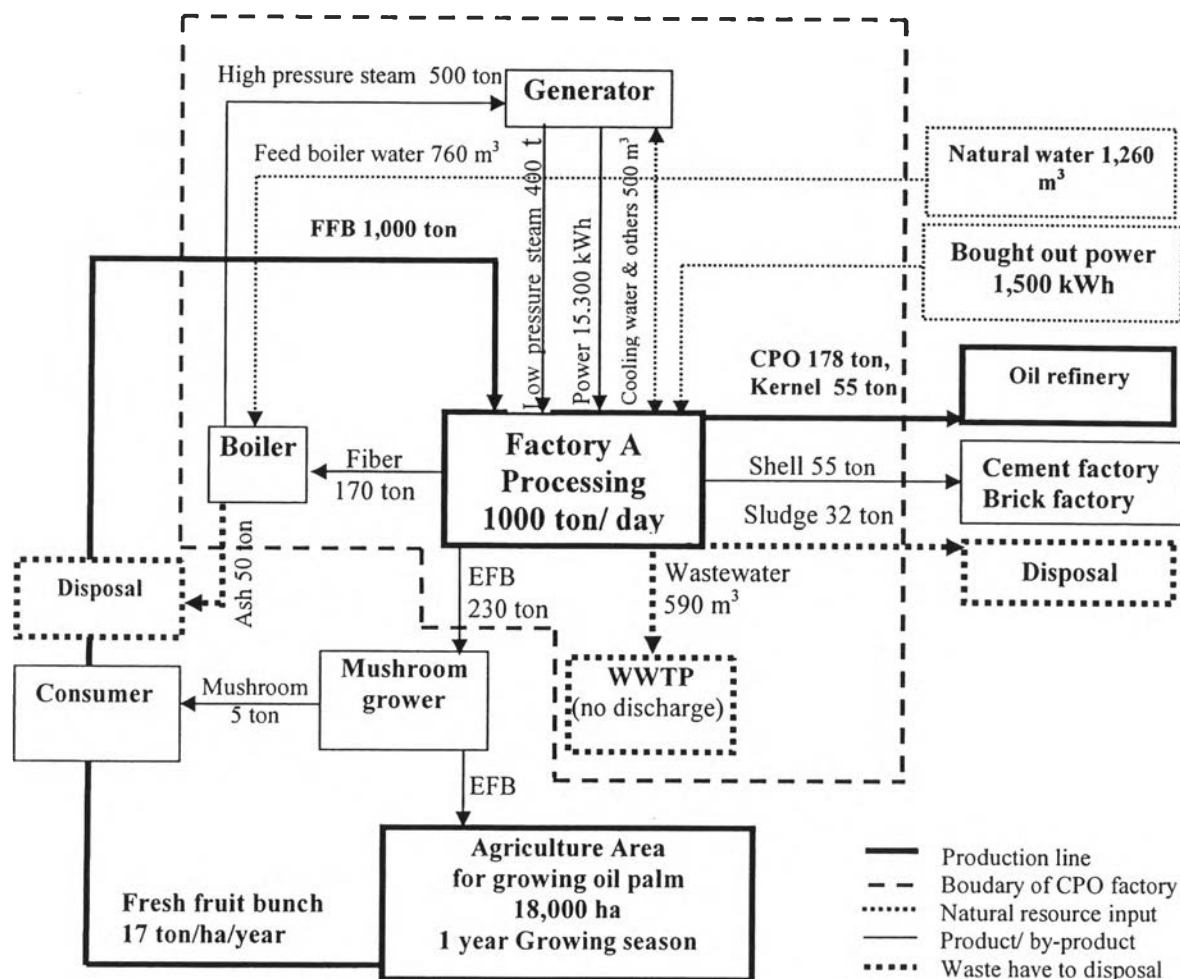 High pressure steam 500 ton
Generator
Feed boiler water 760 m³
Low pressure steam 400 t
Power 15.300 kWh
Cooling water & others 500 m³
Natural water 1,260
m³
Bought out power
1,500 kWh
FFB 1,000 ton
CPO 178 ton,
Kernel 55 ton
Oil refinery
Boiler
Fiber
170 ton
Factory A
Processing
1000 ton/ day
Shell 55 ton
Cement factory
Brick factory
Sludge 32 ton
Disposal
Ash 50 ton
Disposal
EFB
230 ton
Wastewater
590 m³
Consumer
Mushroom
5 ton
Mushroom
grower
WWTP
(no discharge)
EFB
Agriculture Area
for growing oil palm
18,000 ha
1 year Growing season
Fresh fruit bunch
17 ton/ha/year
Production line
Boudary of CPO factory
Natural resource input
Product/ by-product
Waste have to disposal